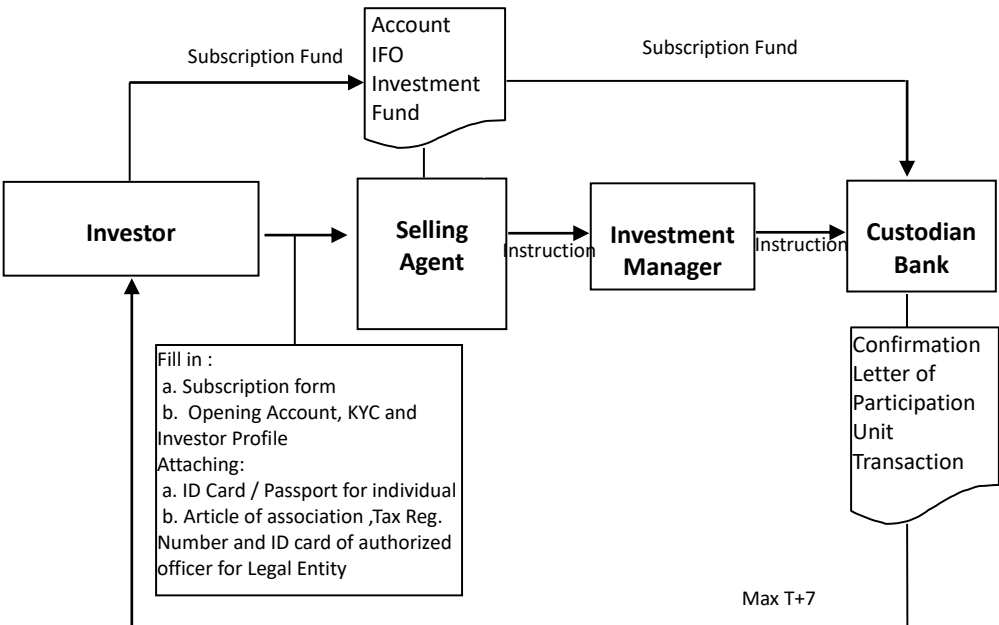 Account
IFO
Investment
Fund
Subscription Fund
Subscription Fund
Investor
Selling
Agent
Instruction
Investment
Manager
Instruction
Custodian
Bank
Fill in :
a. Subscription form
b. Opening Account, KYC and
Investor Profile
Attaching:
a. ID Card / Passport for individual
b. Article of association ,Tax Reg.
Number and ID card of authorized
officer for Legal Entity
Confirmation
Letter of
Participation
Unit
Transaction
Max T+7